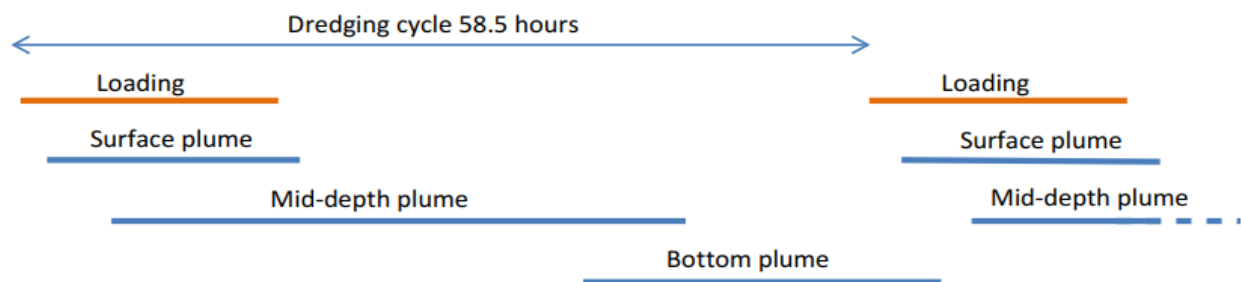 Dredging cycle 58.5 hours
Loading
Loading
Surface plume
Surface plume
Mid-depth plume
Mid-depth plume
Bottom plume